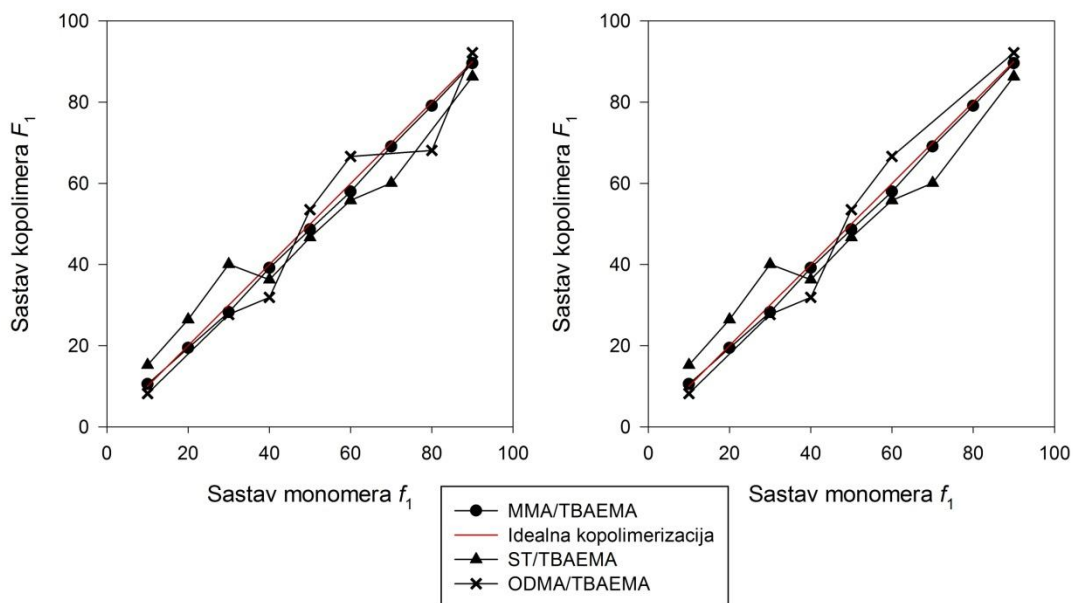 100
80
60
40
20
0
Sastav kopolimera F₁
0 20 40 60 80 100
Sastav monomera f₁
100
80
60
40
20
0
Sastav kopolimera F₁
0 20 40 60 80 100
Sastav monomera f₁
MMA/TBAEMA
Idealna kopolimerizacija
ST/TBAEMA
ODMA/TBAEMA